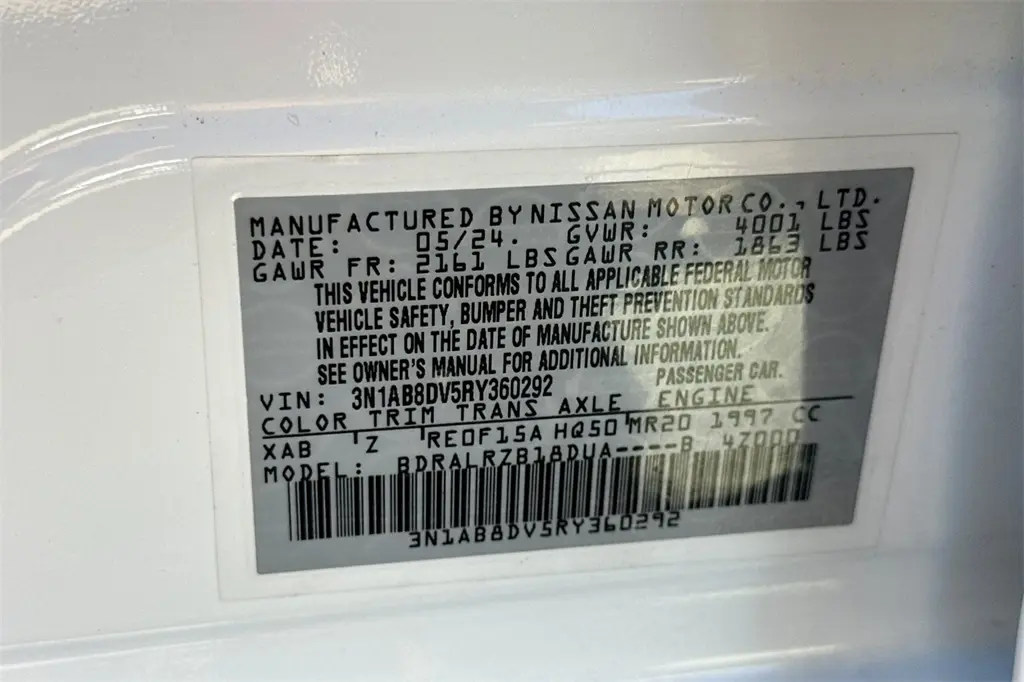 MANUFACTURED BY NISSAN MOTOR CO., LTD.
DATE: 05/24. GVWR: 4001 LBS
GAWR FR: 2161 LBS GAWR RR: 1863 LBS
THIS VEHICLE CONFORMS TO ALL APPLICABLE FEDERAL MOTOR
VEHICLE SAFETY, BUMPER AND THEFT PREVENTION STANDARDS
IN EFFECT ON THE DATE OF MANUFACTURE SHOWN ABOVE.
SEE OWNER'S MANUAL FOR ADDITIONAL INFORMATION.
VIN: 3N1AB8DV5RY360292 PASSENGER CAR.
COLOR TRIM TRANS AXLE ENGINE
XAB Z RE0F15A HQ50 MR20 1997 CC
MODEL: BDRALRZB18DUA----B 4Z000
3N1AB8DV5RY360292